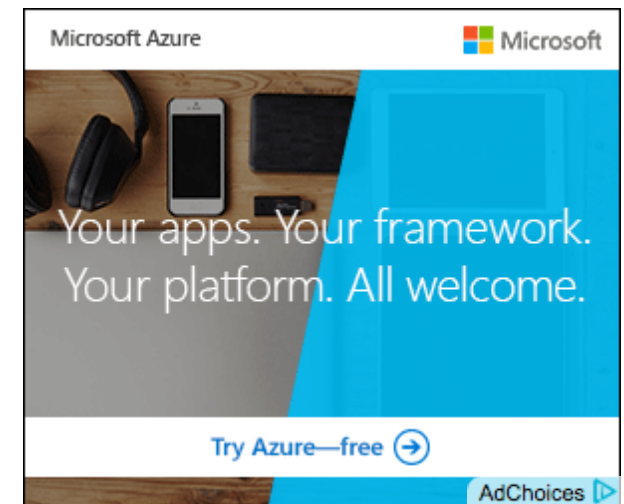 Microsoft Azure
Microsoft
Your apps. Your framework.
Your platform. All welcome.
Try Azure—free
AdChoices